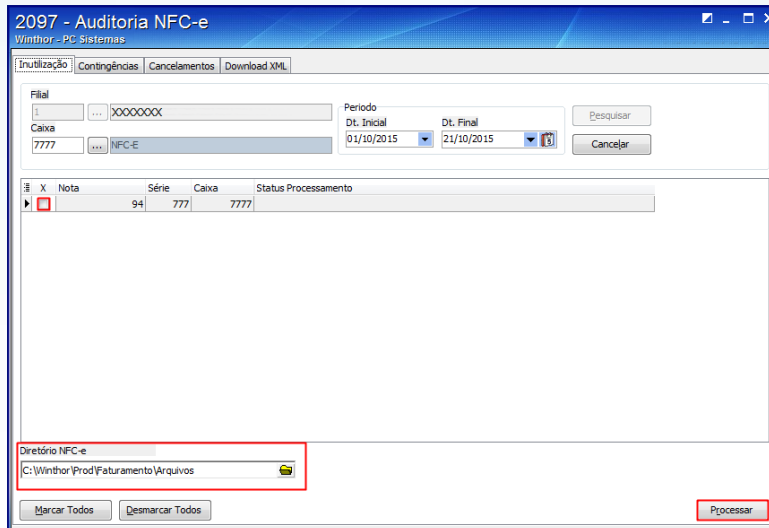 2097 - Auditoria NFC-e
Winthor - PC Sistemas
Inutilização Contingências Cancelamentos Download XML
Filial
1 ... XXXXXXX
Caixa
7777 ... NFC-E
Periodo
Dt. Inicial Dt. Final
01/10/2015 21/10/2015
Pesquisar
Cancelar
X Nota Série Caixa Status Processamento
94 777 7777
Diretório NFC-e
C:\Winthor\Prod\Faturamento\Arquivos
Marcar Todos Desmarcar Todos Processar